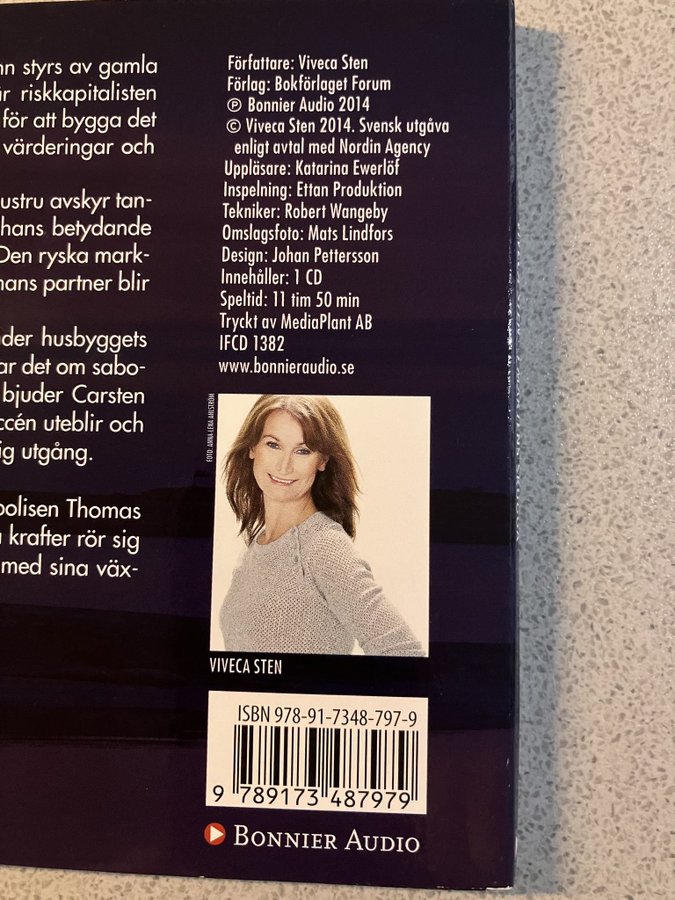 nn styrs av gamla
är riskkapitalisten
för att bygga det
värderingar och
ustru avskyr tan-
hans betydande
Den ryska mark-
hans partner blir
der husbyggets
ar det om sabo-
bjuder Carsten
ccén uteblir och
ig utgång.
polisen Thomas
krafter rör sig
med sina väx-
Författare: Viveca Sten
Förlag: Bokförlaget Forum
℗ Bonnier Audio 2014
© Viveca Sten 2014. Svensk utgåva
enligt avtal med Nordin Agency
Uppläsare: Katarina Ewerlöf
Inspelning: Ettan Produktion
Tekniker: Robert Wangeby
Omslagsfoto: Mats Lindfors
Design: Johan Pettersson
Innehåller: 1 CD
Speltid: 11 tim 50 min
Tryckt av MediaPlant AB
IFCD 1382
www.bonnieraudio.se
FOTO: ANNA-LENA AHLSTRÖM
VIVECA STEN
ISBN 978-91-7348-797-9
9 789173 487979
BONNIER AUDIO